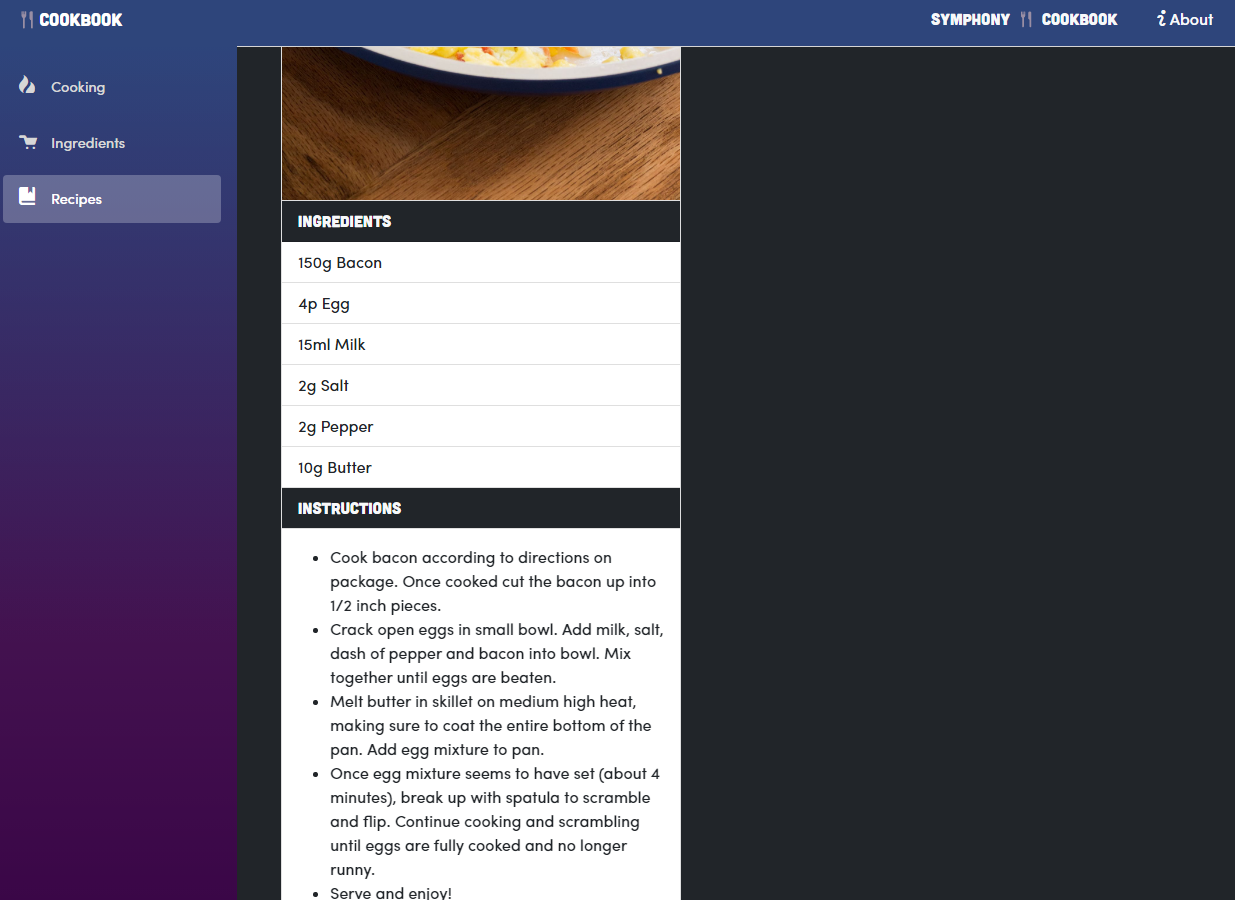 COOKBOOK
SYMPHONY COOKBOOK
About
Cooking
Ingredients
Recipes
INGREDIENTS
150g Bacon
4p Egg
15ml Milk
2g Salt
2g Pepper
10g Butter
INSTRUCTIONS
• Cook bacon according to directions on
package. Once cooked cut the bacon up into
1/2 inch pieces.
• Crack open eggs in small bowl. Add milk, salt,
dash of pepper and bacon into bowl. Mix
together until eggs are beaten.
• Melt butter in skillet on medium high heat,
making sure to coat the entire bottom of the
pan. Add egg mixture to pan.
• Once egg mixture seems to have set (about 4
minutes), break up with spatula to scramble
and flip. Continue cooking and scrambling
until eggs are fully cooked and no longer
runny.
• Serve and enjoy!